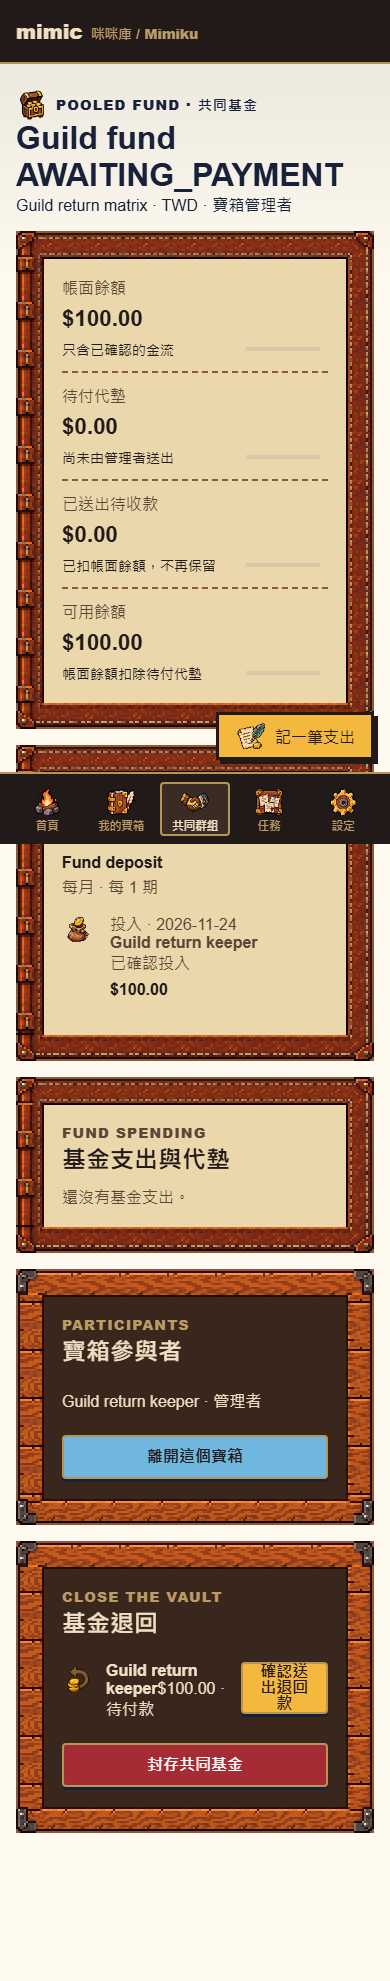 mimic 咪咪庫 / Mimiku
POOLED FUND · 共同基金
Guild fund
AWAITING_PAYMENT
Guild return matrix · TWD · 寶箱管理者
帳面餘額
$100.00
只含已確認的金流
待付代墊
$0.00
尚未由管理者送出
已送出待收款
$0.00
已扣帳面餘額，不再保留
可用餘額
$100.00
帳面餘額扣除待付代墊
記一筆支出
首頁 我的寶箱 共同群組 任務 設定
Fund deposit
每月 · 每 1 期
投入 · 2026-11-24
Guild return keeper
已確認投入
$100.00
FUND SPENDING
基金支出與代墊
還沒有基金支出。
PARTICIPANTS
寶箱參與者
Guild return keeper · 管理者
離開這個寶箱
CLOSE THE VAULT
基金退回
Guild return
keeper$100.00 ·
待付款
確認送
出退回
款
封存共同基金